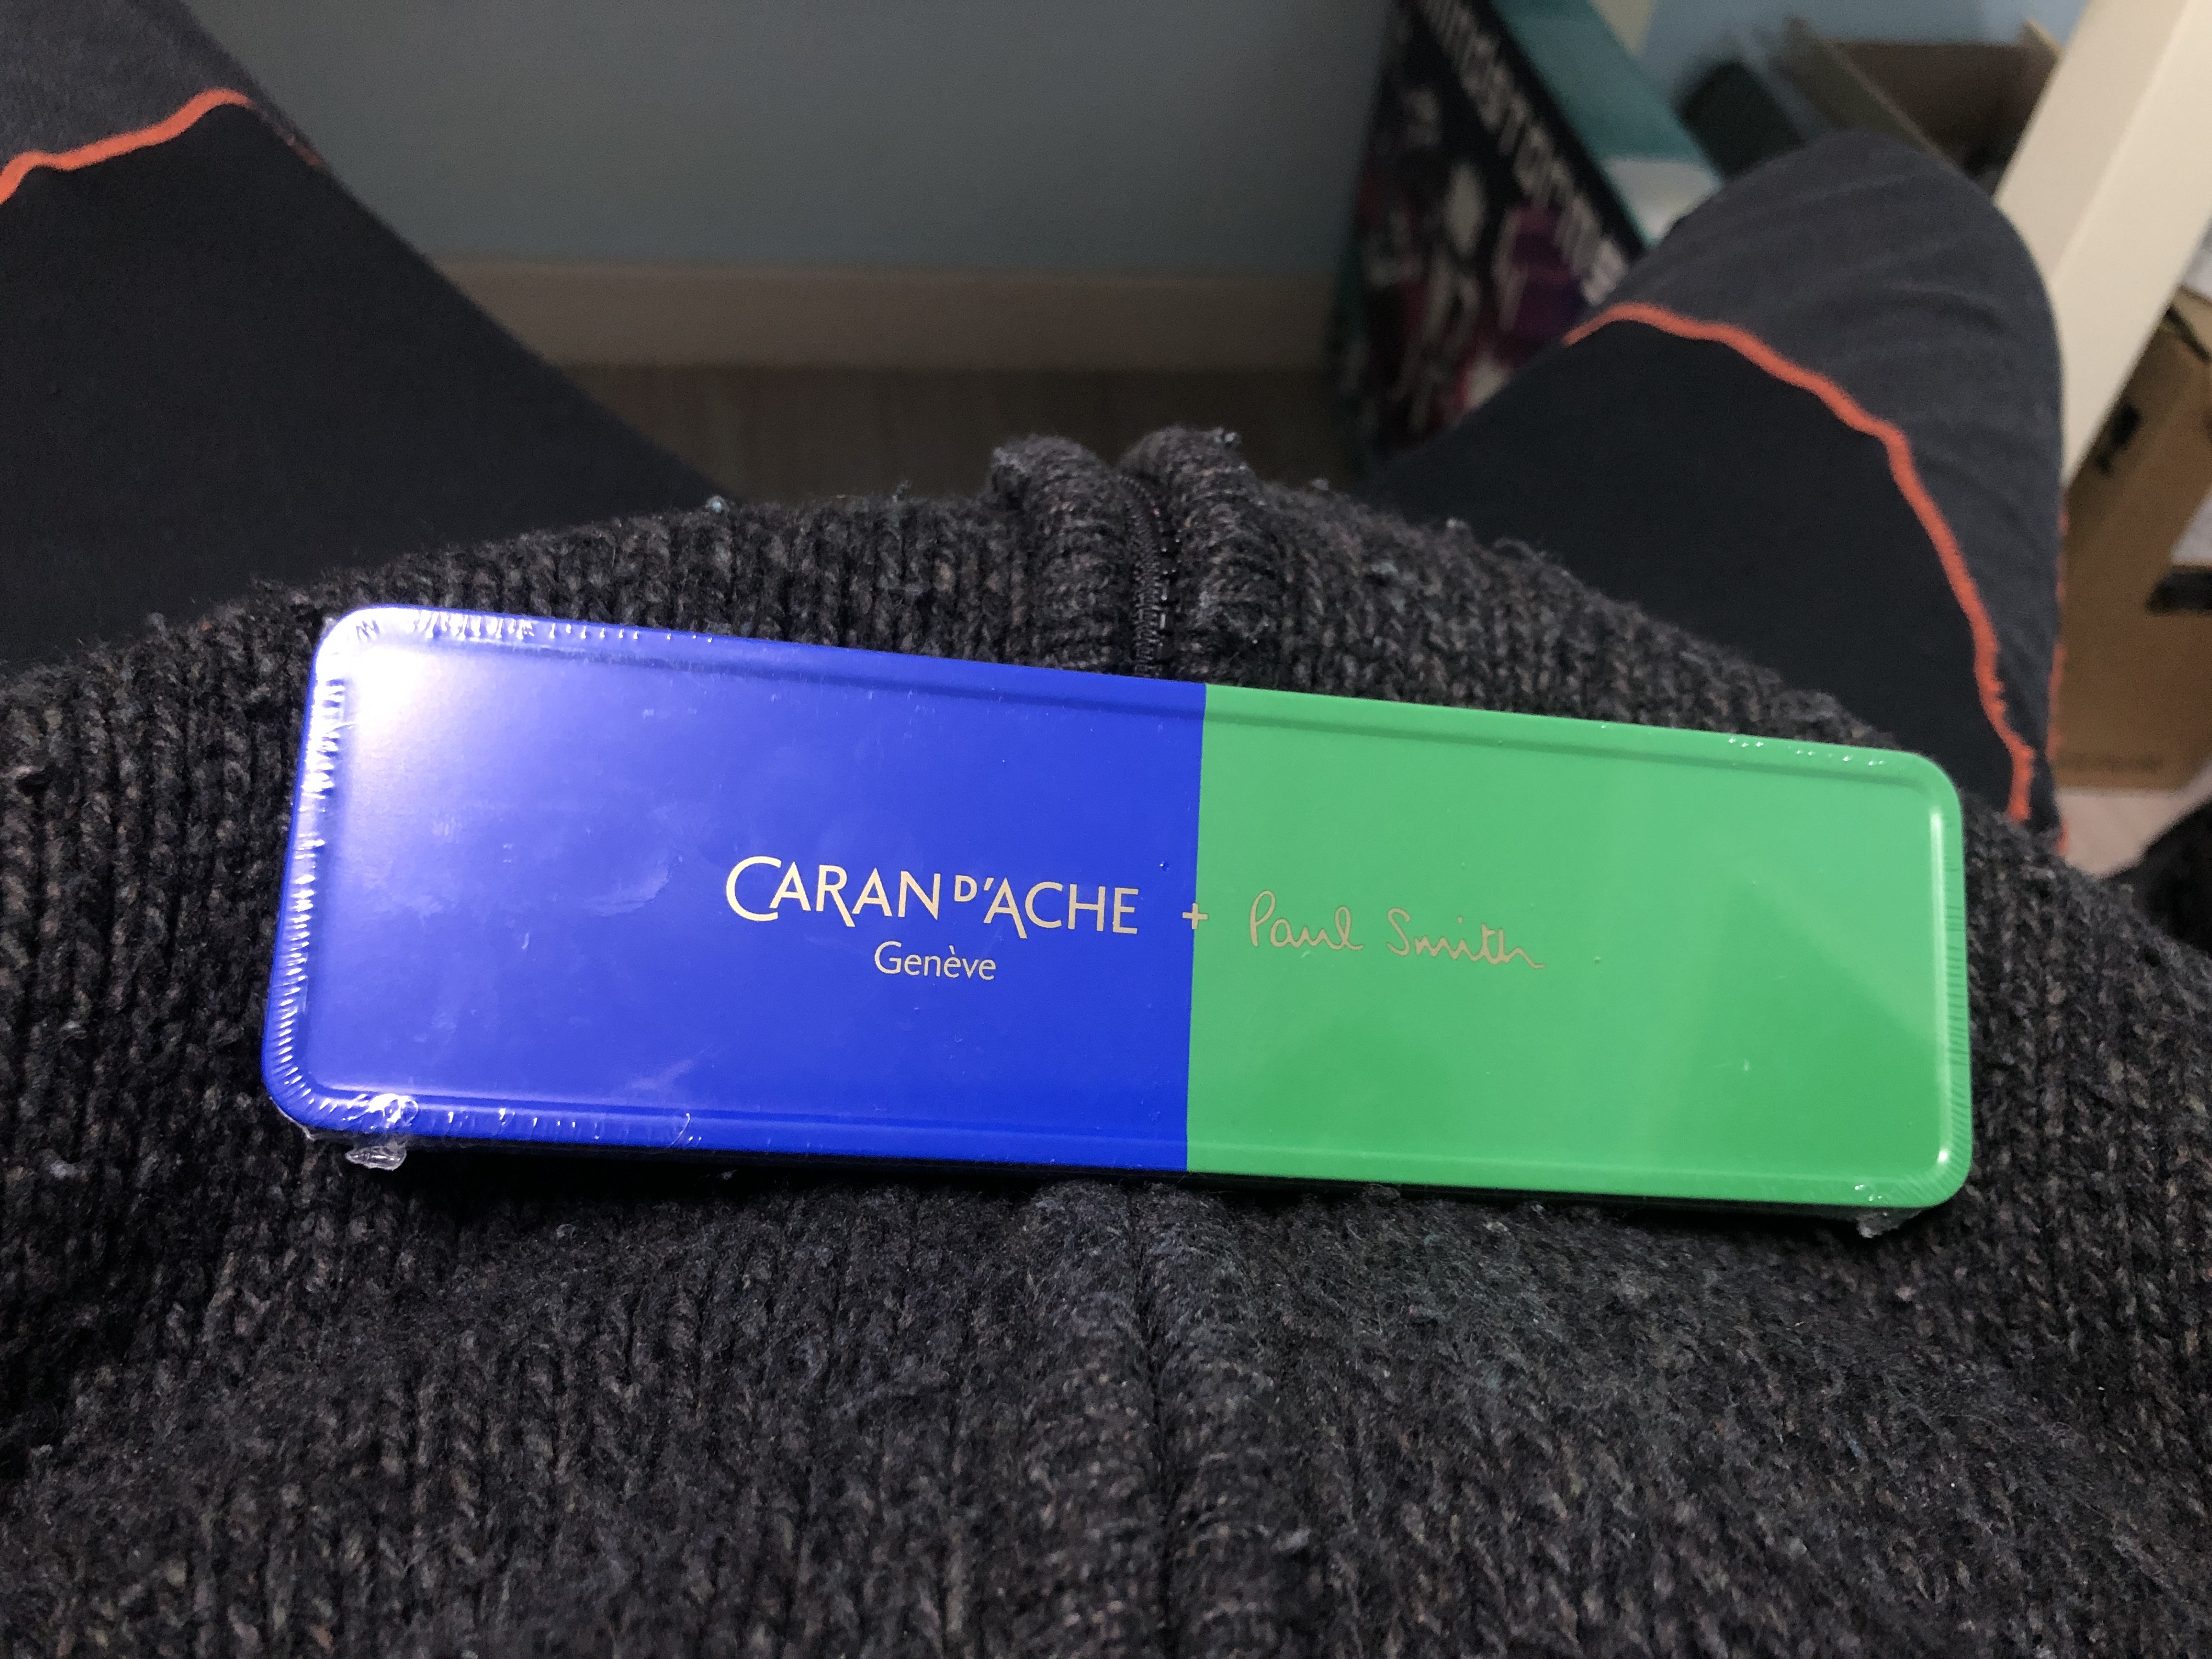 CARAN D'ACHE + Paul Smith
Genève